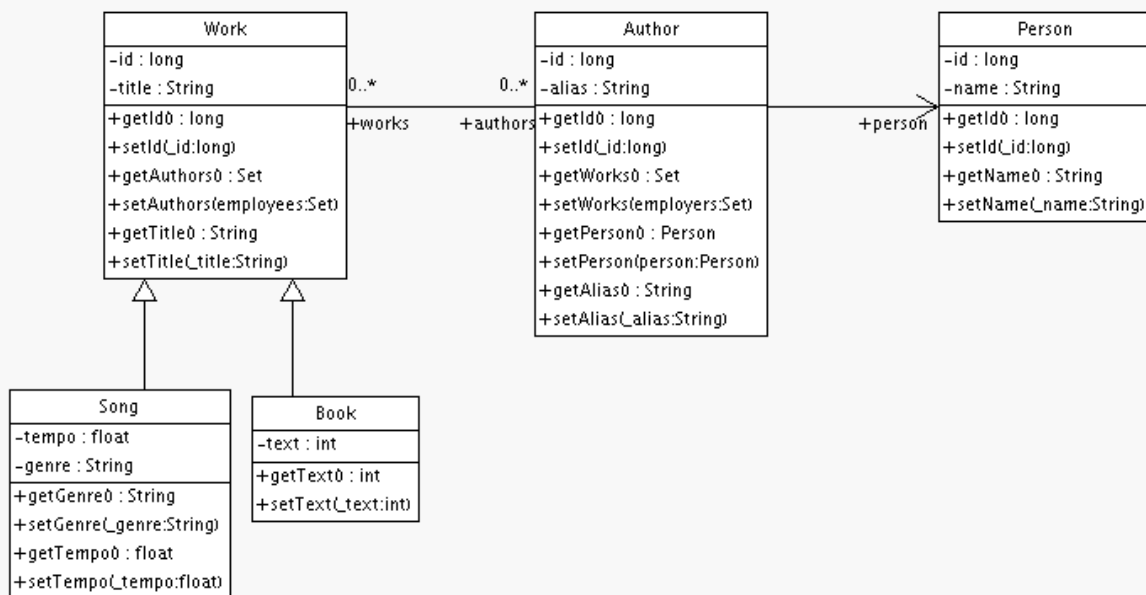 Work
-id : long
-title : String
+getId() : long
+setId(_id:long)
+getAuthors() : Set
+setAuthors(employees:Set)
+getTitle() : String
+setTitle(_title:String)
0..*
+works
0..*
+authors
Author
-id : long
-alias : String
+getId() : long
+setId(_id:long)
+getWorks() : Set
+setWorks(employers:Set)
+getPerson() : Person
+setPerson(person:Person)
+getAlias() : String
+setAlias(_alias:String)
+person
Person
-id : long
-name : String
+getId() : long
+setId(_id:long)
+getName() : String
+setName(_name:String)
Song
-tempo : float
-genre : String
+getGenre() : String
+setGenre(_genre:String)
+getTempo() : float
+setTempo(_tempo:float)
Book
-text : int
+getText() : int
+setText(_text:int)